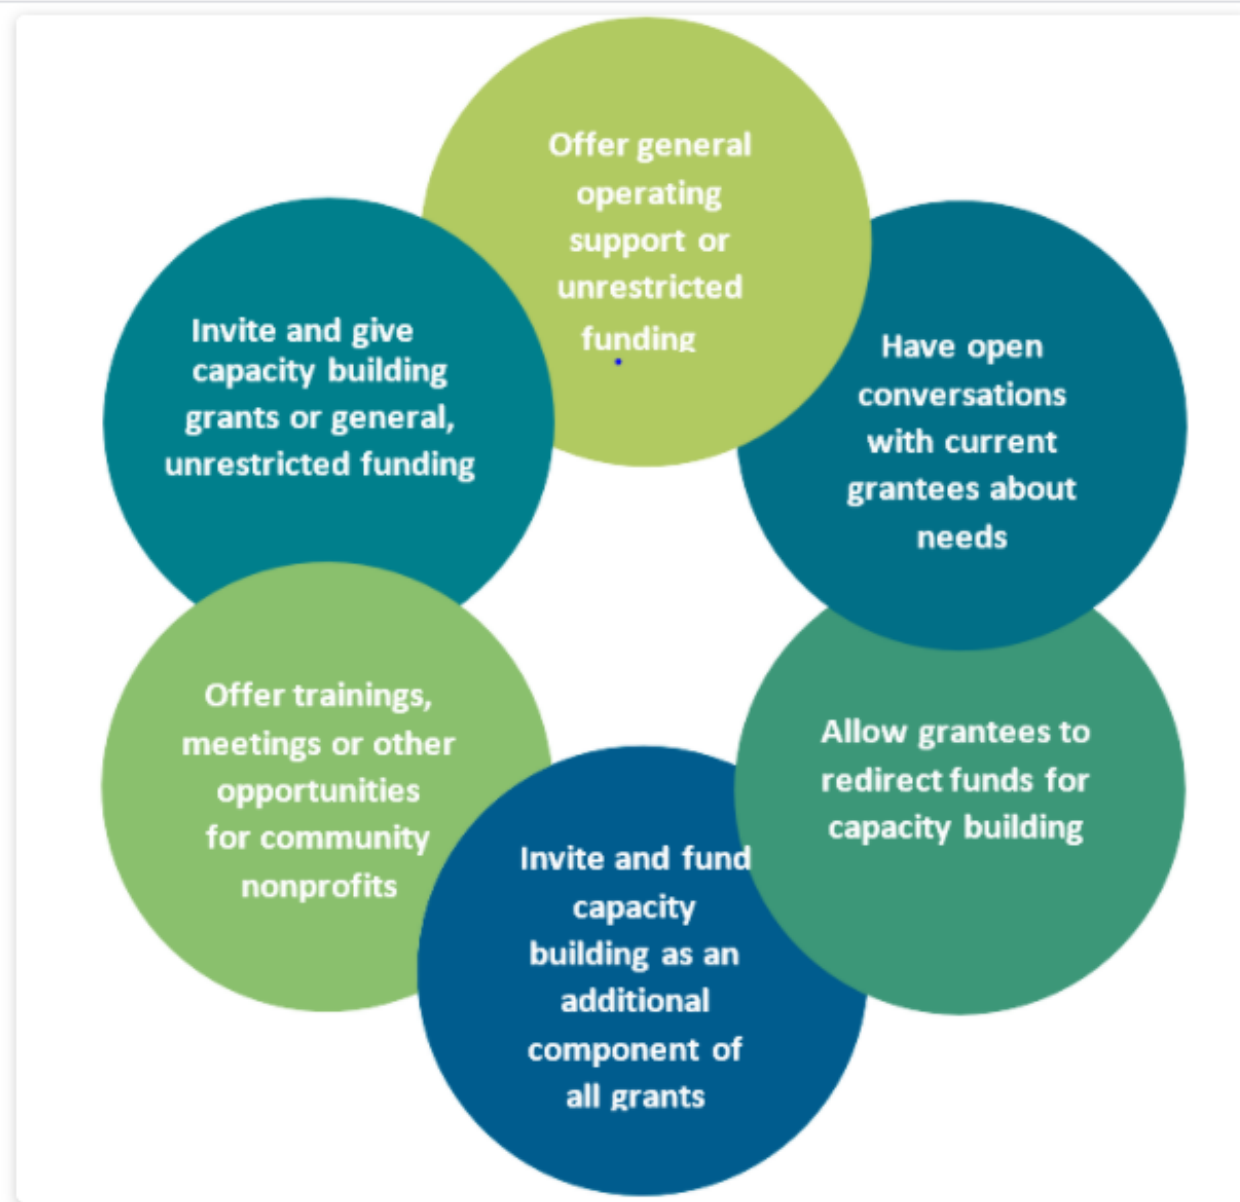 Offer general
operating
support or
unrestricted
funding
Have open
conversations
with current
grantees about
needs
Allow grantees to
redirect funds for
capacity building
Invite and fund
capacity
building as an
additional
component of
all grants
Offer trainings,
meetings or other
opportunities
for community
nonprofits
Invite and give
capacity building
grants or general,
unrestricted funding